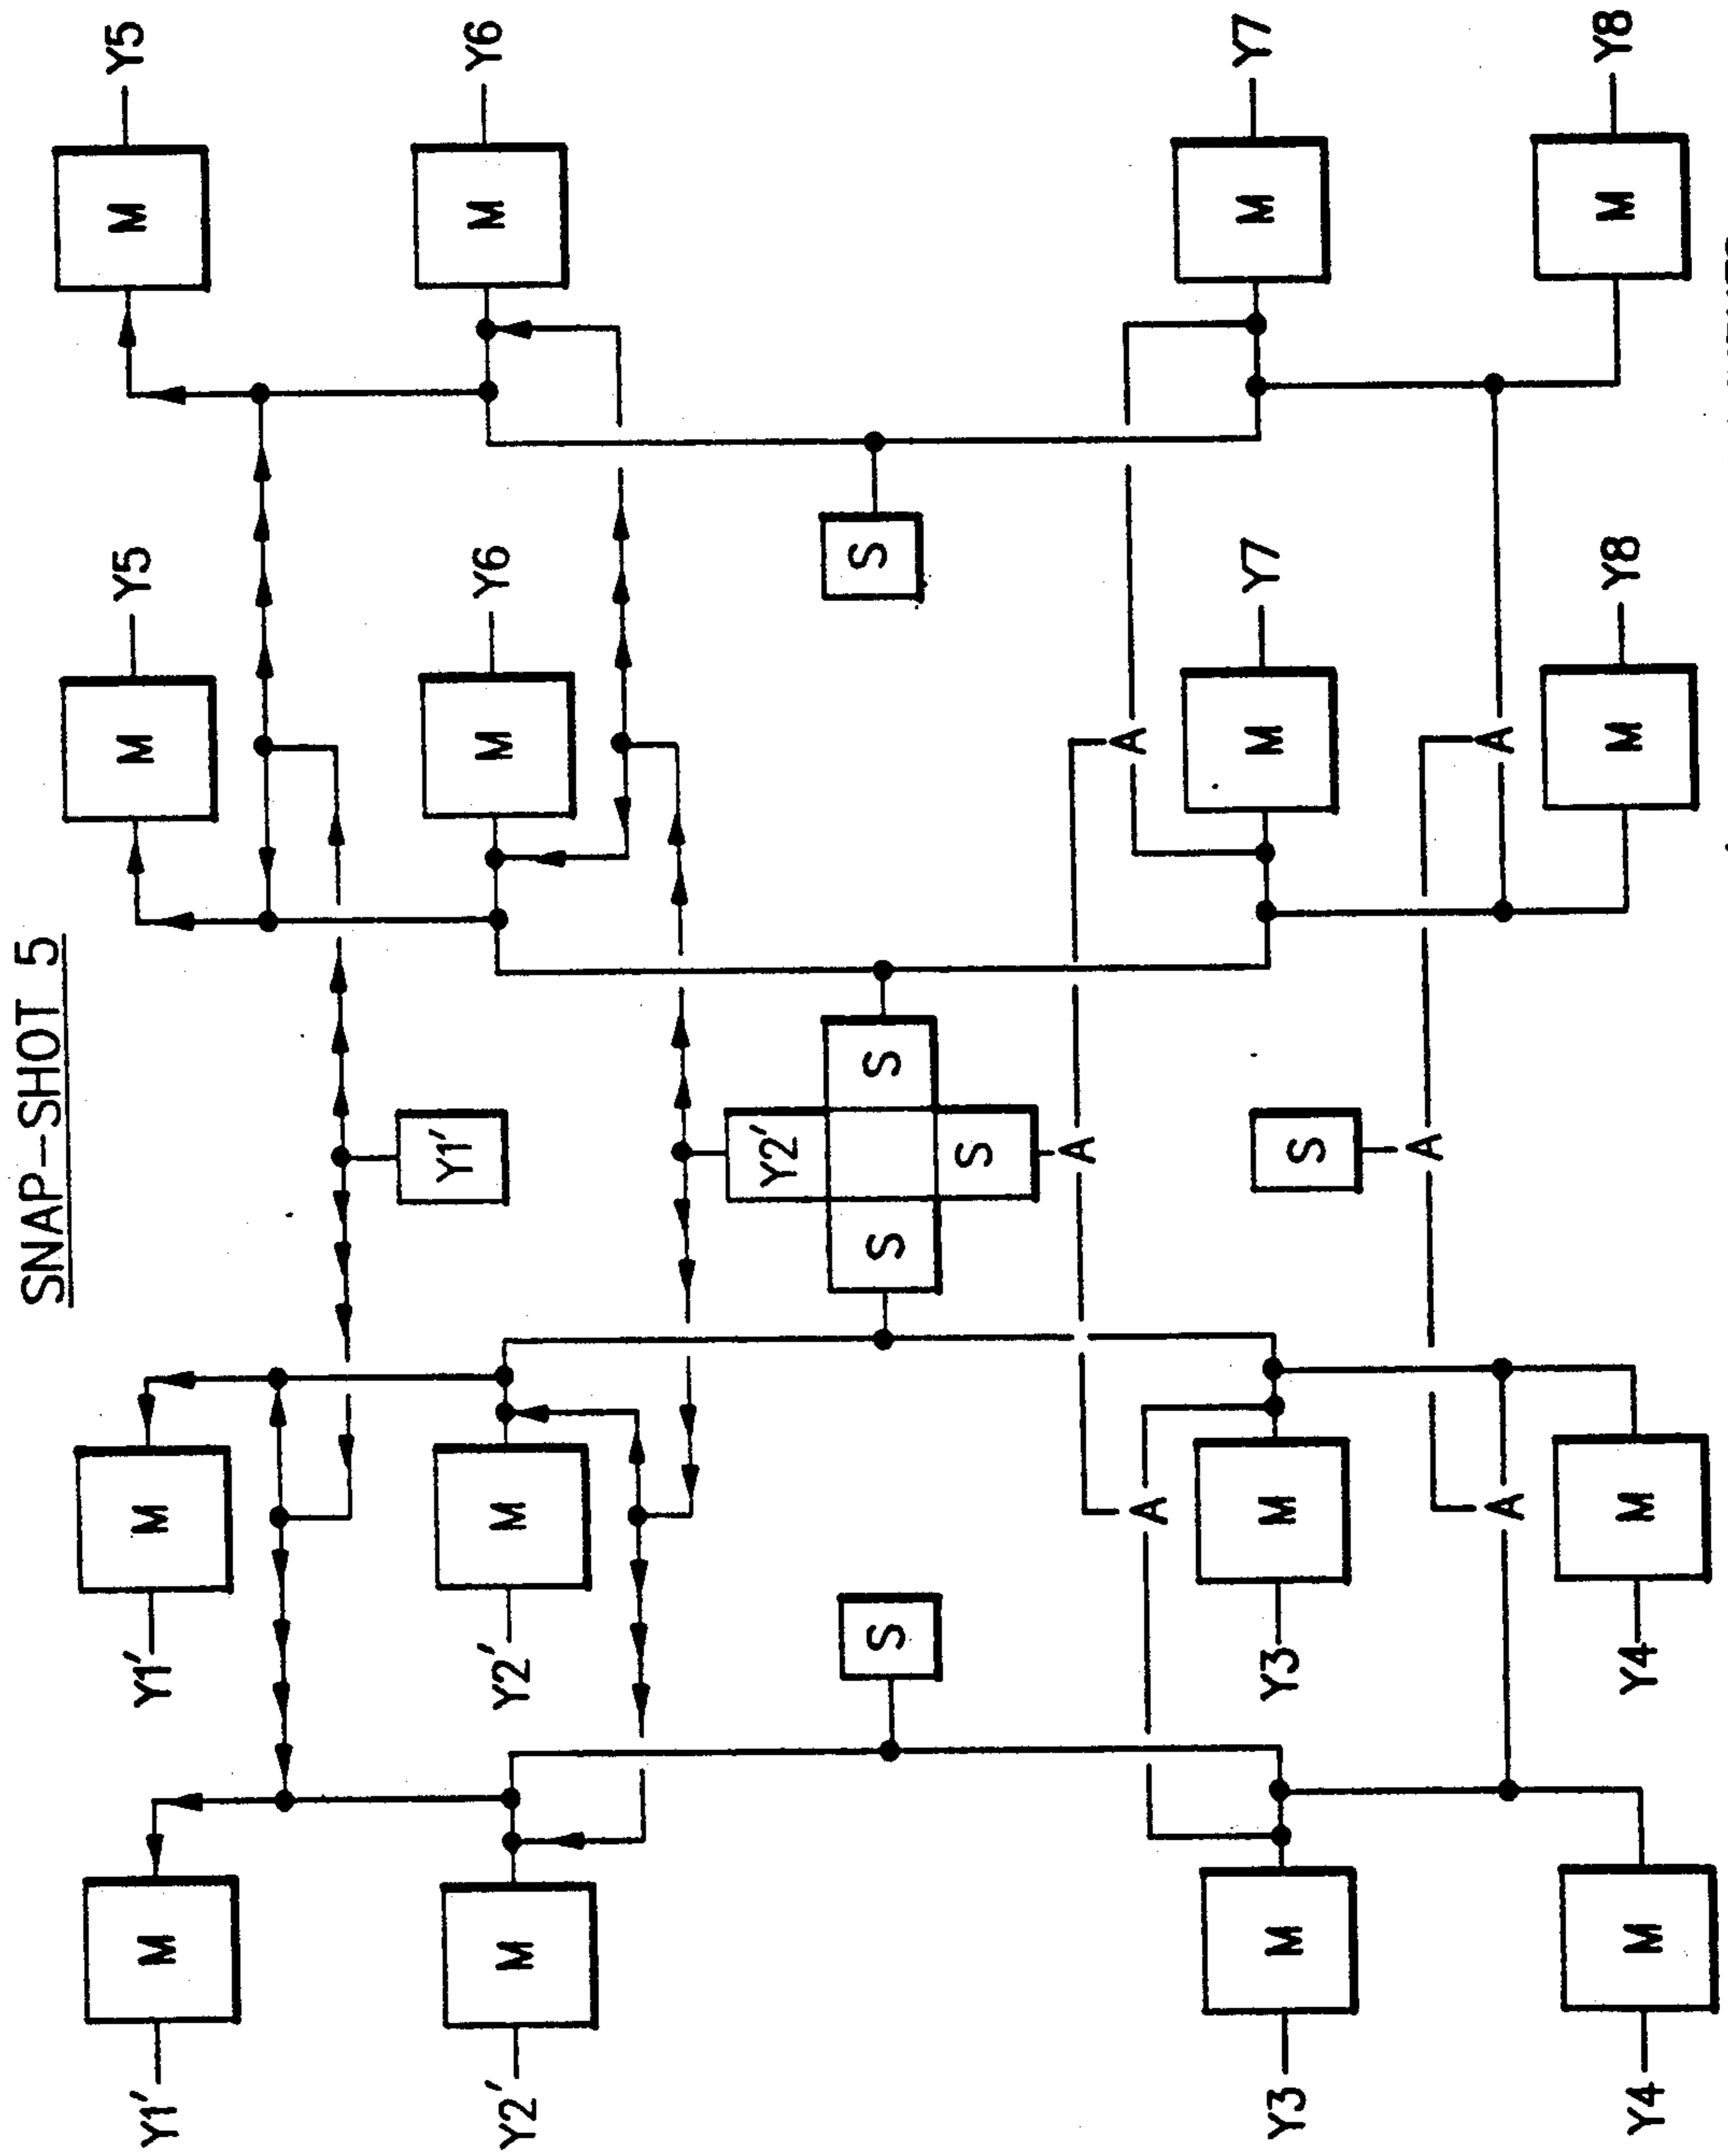 SNAP-SHOT 5
Y1' M Y1' M M Y5 M Y5
Y1'
Y2' M Y2' M M Y6 M Y6
Y2'
S S S S
S
A
A A
Y3 M Y3 M S M Y7 M Y7
A
A A
Y4 M Y4 M M Y8 M Y8